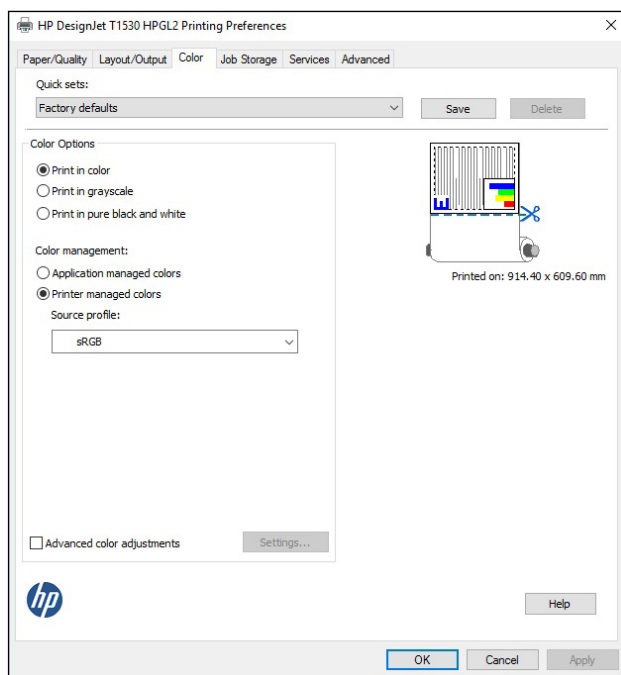 HP DesignJet T1530 HPGL2 Printing Preferences
Paper/Quality Layout/Output Color Job Storage Services Advanced
Quick sets:
Factory defaults
Save
Delete
Color Options
Print in color
Print in grayscale
Print in pure black and white
Color management:
Application managed colors
Printer managed colors
Source profile:
sRGB
E
Printed on: 914.40 x 609.60 mm
Advanced color adjustments
Settings...
hp
Help
OK
Cancel
Apply